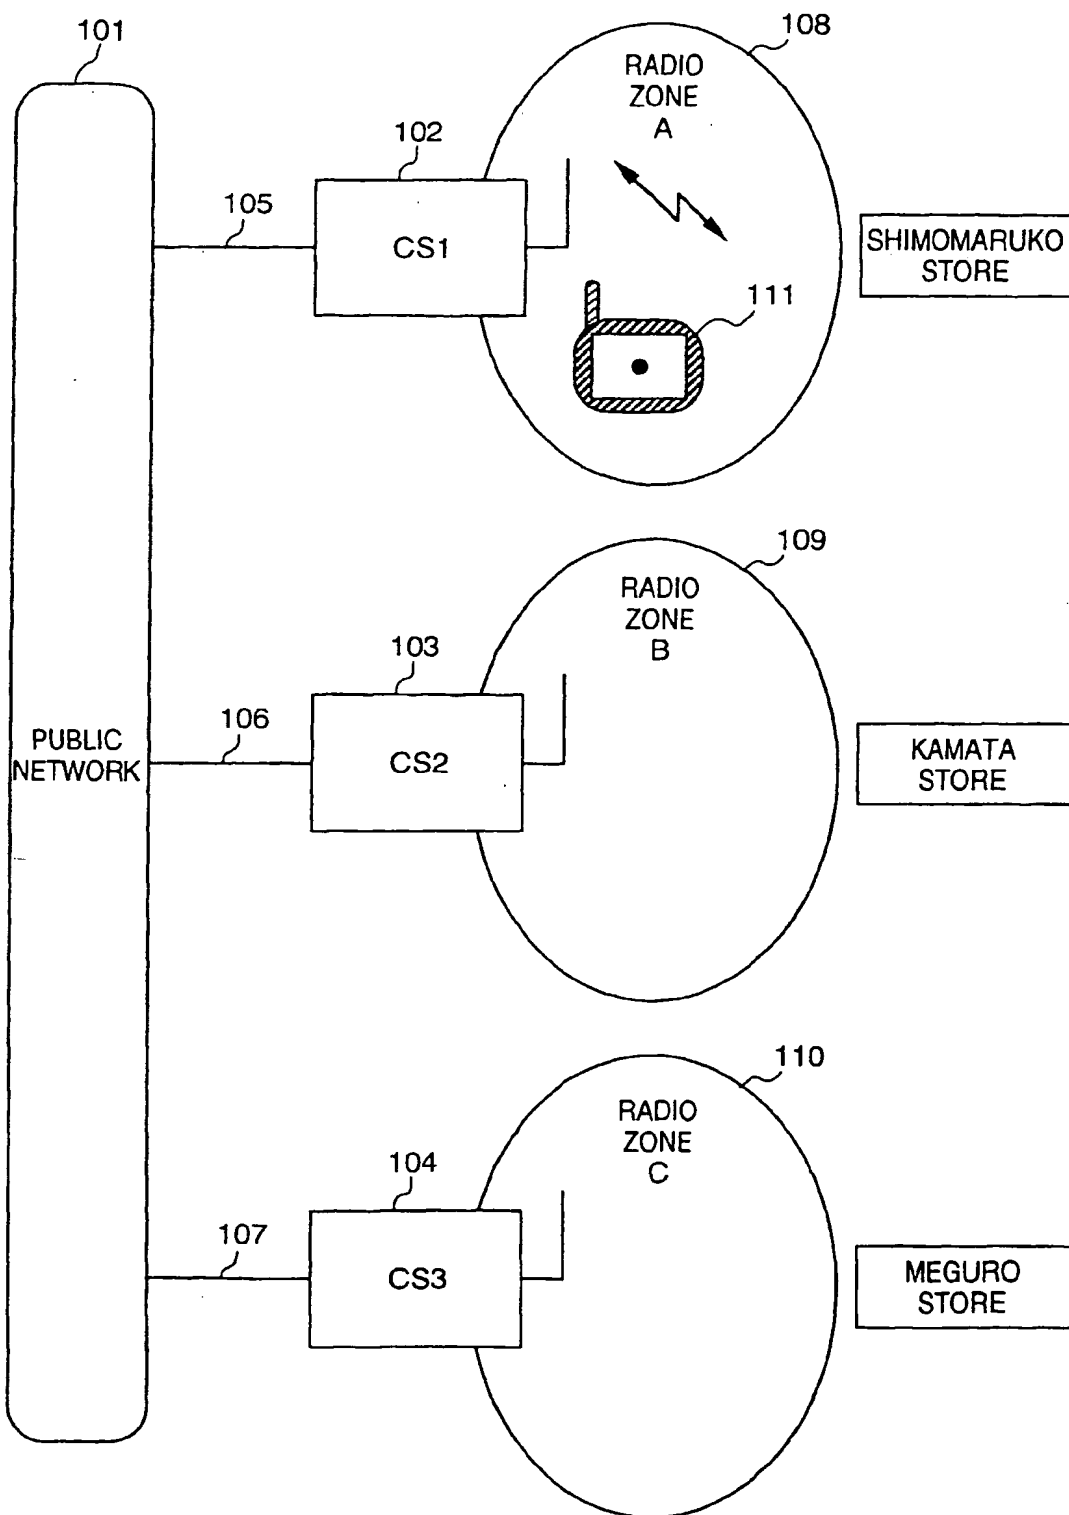 101
108
RADIO
ZONE
A
102
105
CS1
SHIMOMARUKO
STORE
111
109
RADIO
ZONE
B
103
106
CS2
PUBLIC
NETWORK
KAMATA
STORE
110
RADIO
ZONE
C
104
107
CS3
MEGURO
STORE